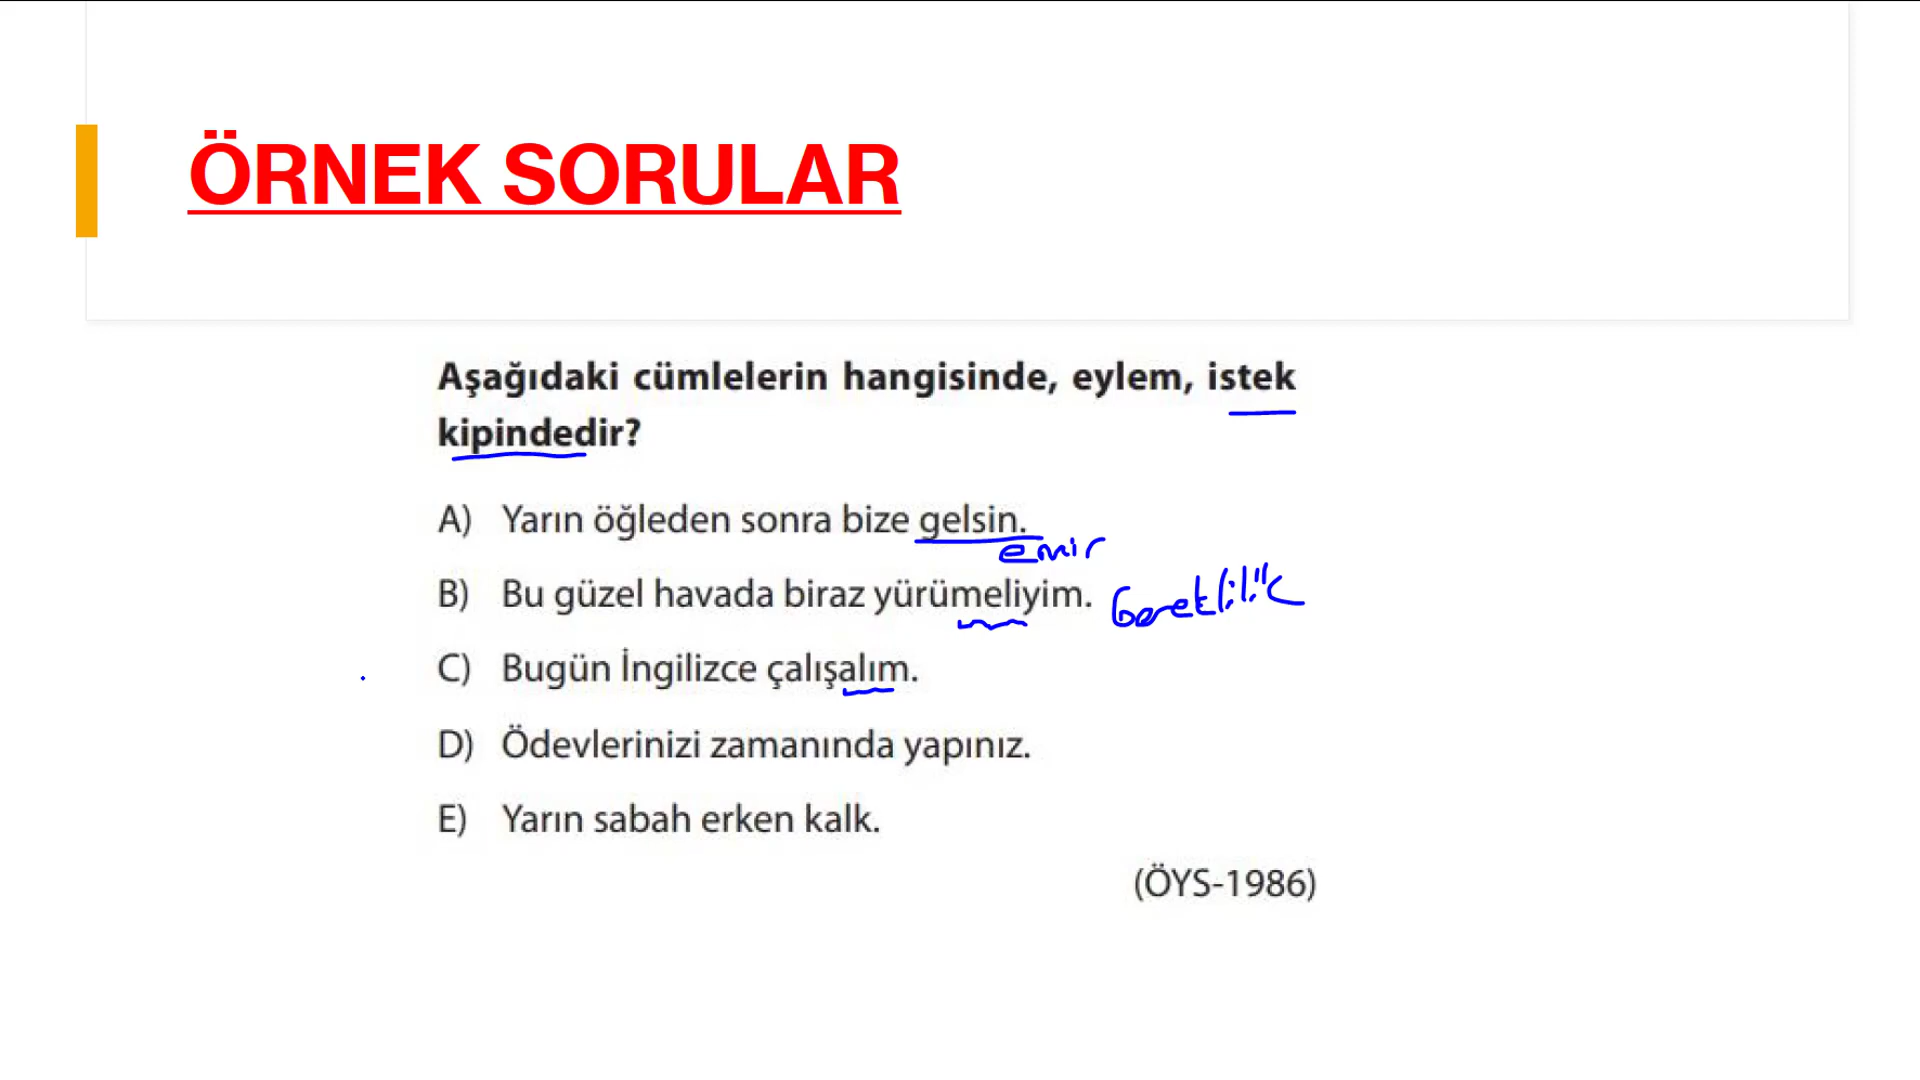 ÖRNEK SORULAR
Aşağıdaki cümlelerin hangisinde, eylem, istek
kipindedir?
A) Yarın öğleden sonra bize gelsin.
emir
B) Bu güzel havada biraz yürümeliyim. Gereklilik
C) Bugün İngilizce çalışalım.
D) Ödevlerinizi zamanında yapınız.
E) Yarın sabah erken kalk.
(ÖYS-1986)